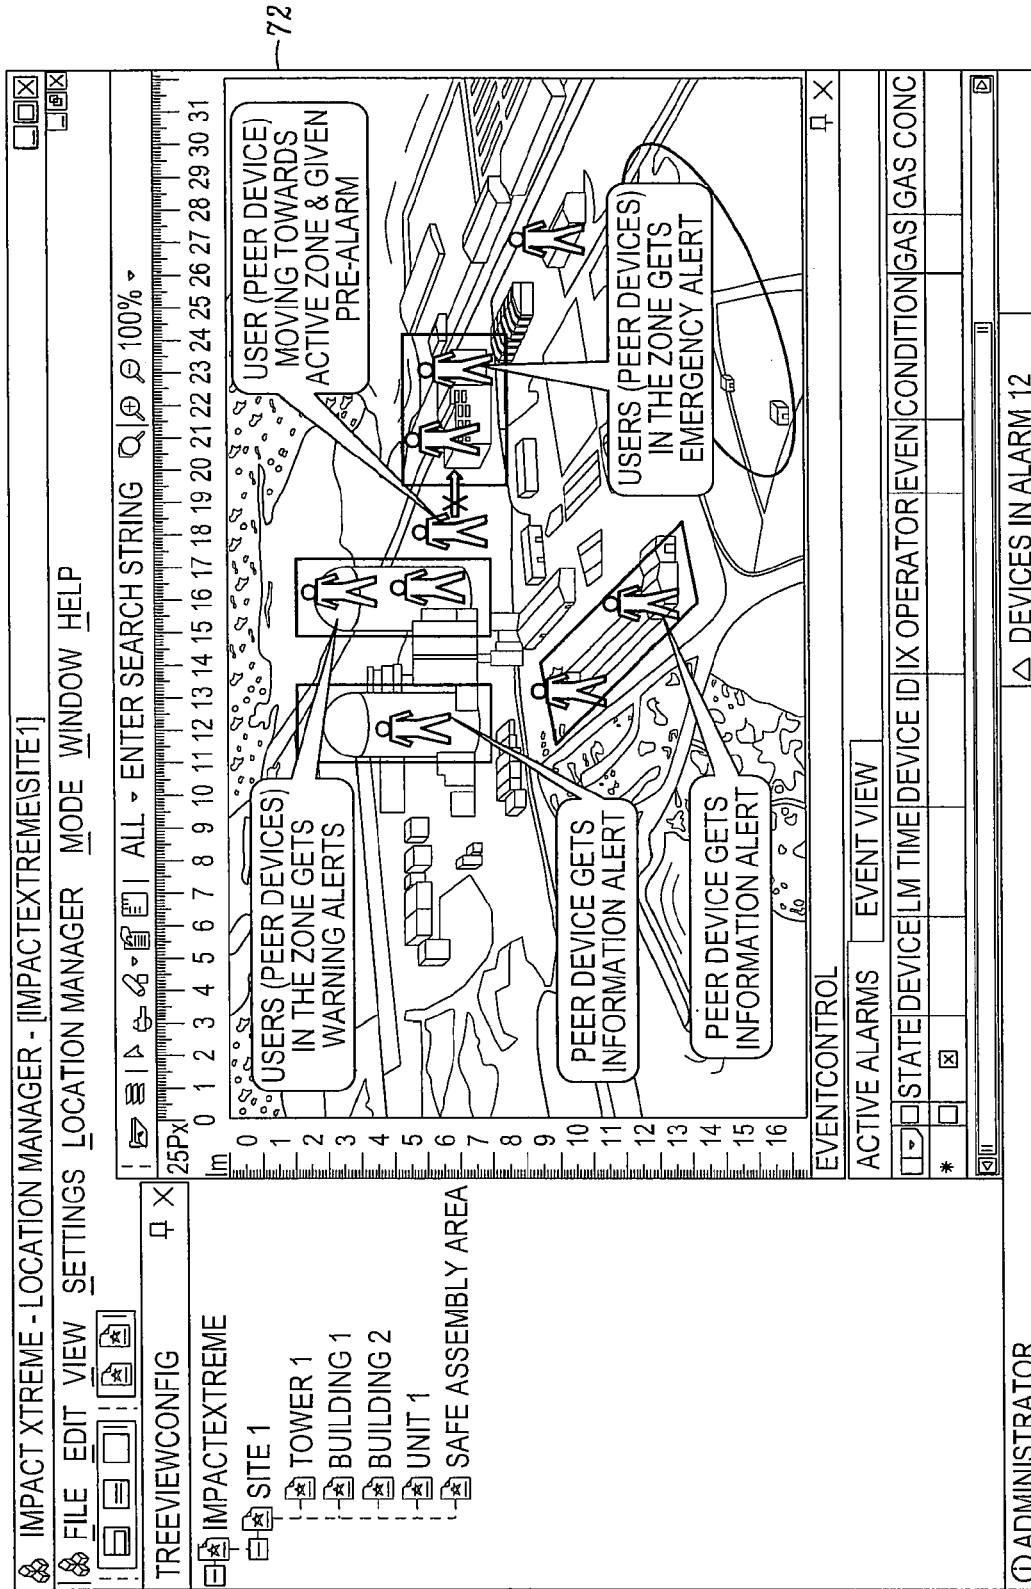 72
IMPACT XTREME - LOCATION MANAGER - [IMPACTEXTREME\SITE1]
FILE EDIT VIEW SETTINGS LOCATION MANAGER MODE WINDOW HELP
ALL - ENTER SEARCH STRING 100%
TREEVIEWCONFIG
IMPACTEXTREME
SITE 1
TOWER 1
BUILDING 1
BUILDING 2
UNIT 1
SAFE ASSEMBLY AREA
25Px 0 1 2 3 4 5 6 7 8 9 10 11 12 13 14 15 16 17 18 19 20 21 22 23 24 25 26 27 28 29 30 31
lm
0
1
2
3
4
5
6
7
8
9
10
11
12
13
14
15
16
USERS (PEER DEVICES)
IN THE ZONE GETS
WARNING ALERTS
USER (PEER DEVICE)
MOVING TOWARDS
ACTIVE ZONE & GIVEN
PRE-ALARM
PEER DEVICE GETS
INFORMATION ALERT
PEER DEVICE GETS
INFORMATION ALERT
USERS (PEER DEVICES)
IN THE ZONE GETS
EMERGENCY ALERT
EVENTCONTROL
ACTIVE ALARMS EVENT VIEW
STATE DEVICE LM TIME DEVICE ID IX OPERATOR EVEN CONDITION GAS GAS CONC
*
ADMINISTRATOR
DEVICES IN ALARM 12